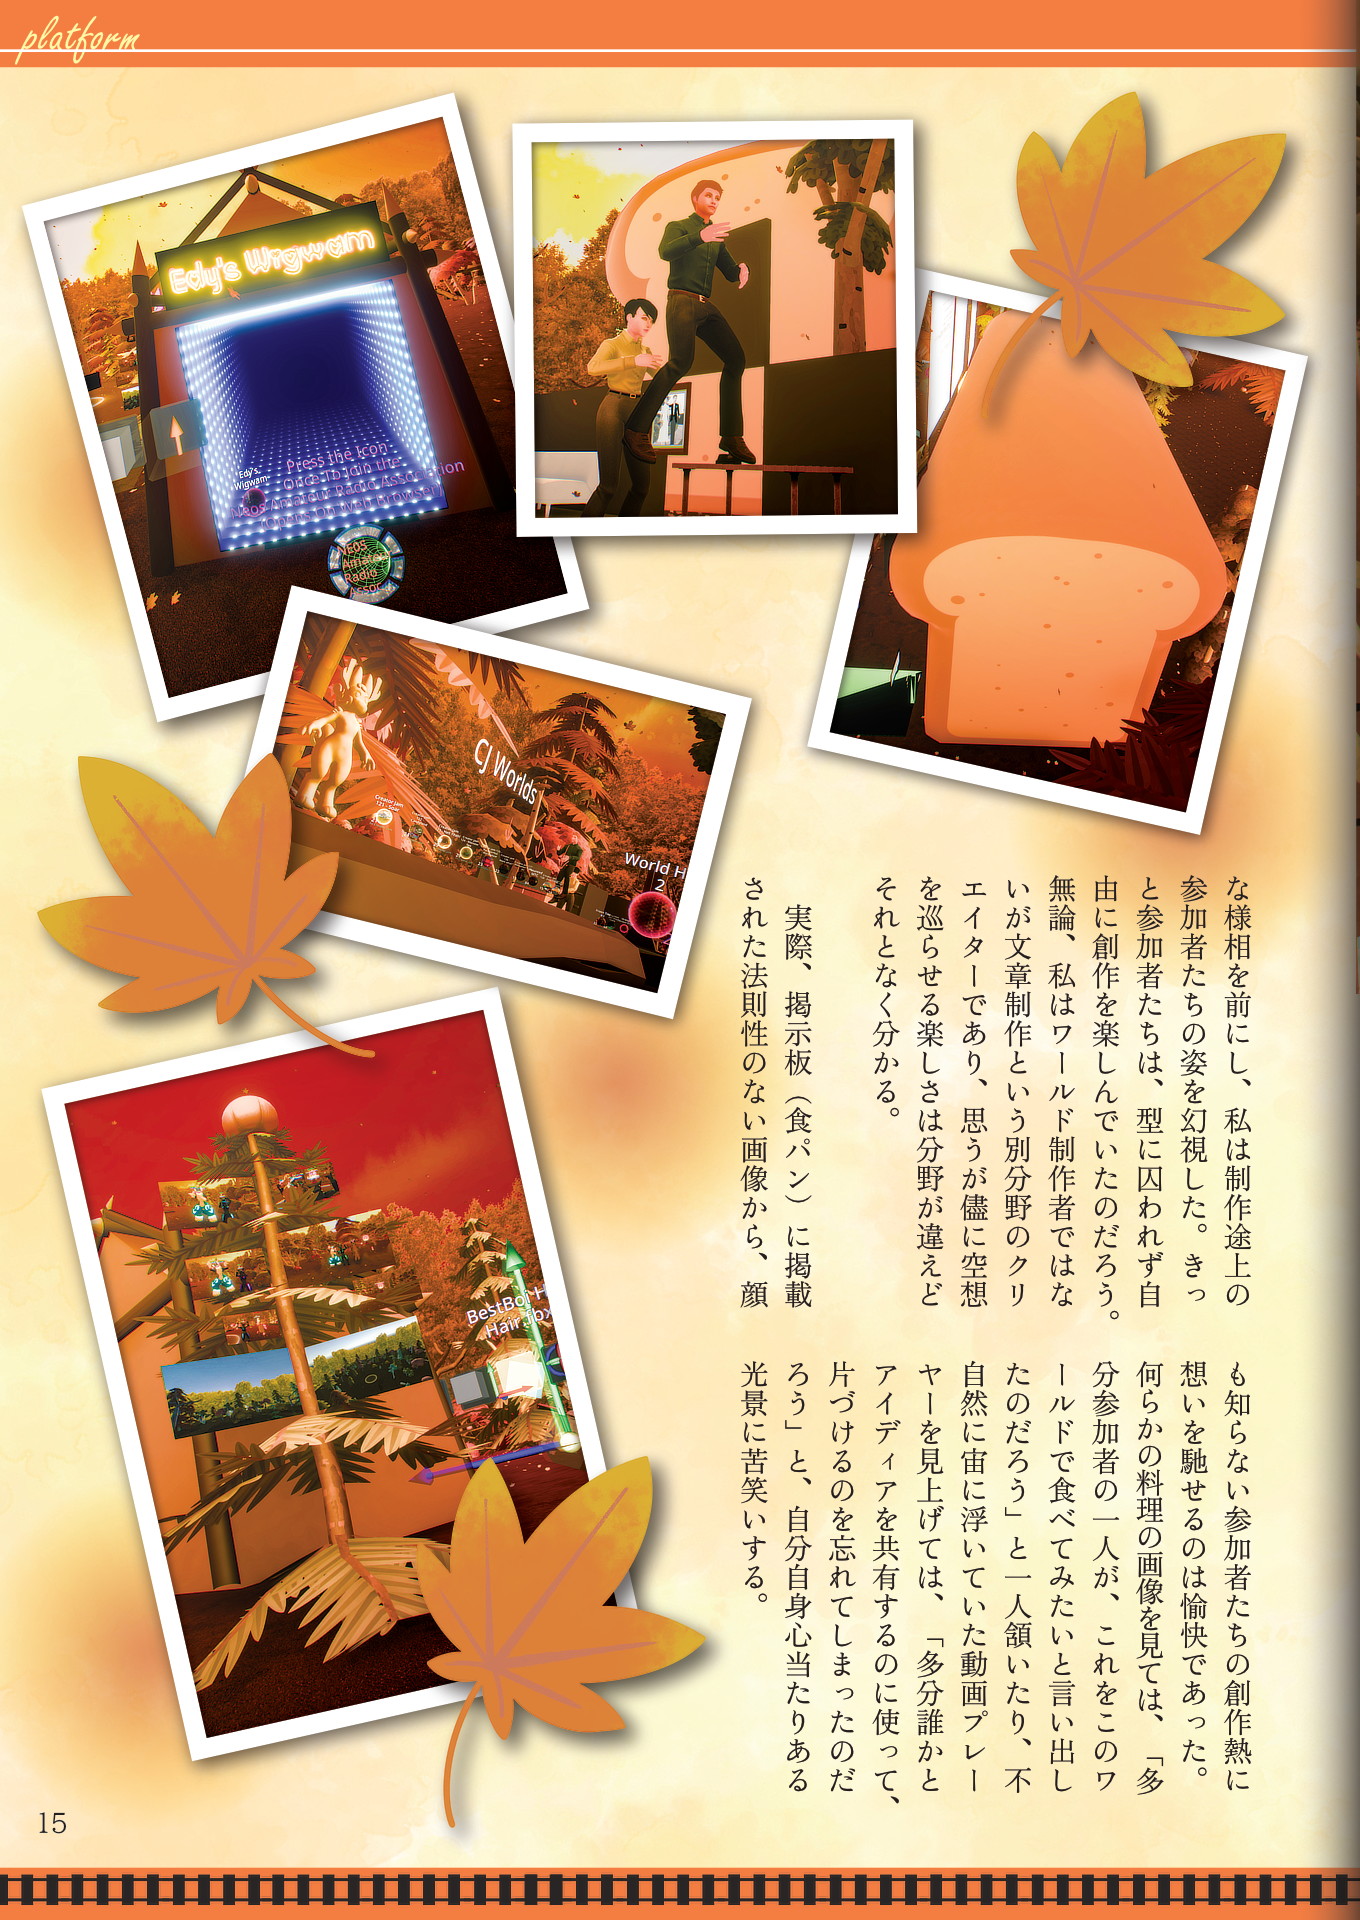 platform
Edy's Wigwam
Edy's
Wigwam
Press the Icon
Once To Join the
Neos Amateur Radio Association
(Opens On Web Browser)
NEOS
Amateur
Radio
Assoc
CJ Worlds
Creator Jam
World H
2
BestBoi H
Hair.fbx
な様相を前にし、私は制作途上の
参加者たちの姿を幻視した。きっ
と参加者たちは、型に囚われず自
由に創作を楽しんでいたのだろう。
無論、私はワールド制作者ではな
いが文章制作という別分野のクリ
エイターであり、思うが儘に空想
を巡らせる楽しさは分野が違えど
それとなく分かる。
実際、掲示板（食パン）に掲載
された法則性のない画像から、顔
も知らない参加者たちの創作熱に
想いを馳せるのは愉快であった。
何らかの料理の画像を見ては、「多
分参加者の一人が、これをこのワ
ールドで食べてみたいと言い出し
たのだろう」と一人頷いたり、不
自然に宙に浮いていた動画プレー
ヤーを見上げては、「多分誰かと
アイディアを共有するのに使って、
片づけるのを忘れてしまったのだ
ろう」と、自分自身心当たりある
光景に苦笑いする。
15